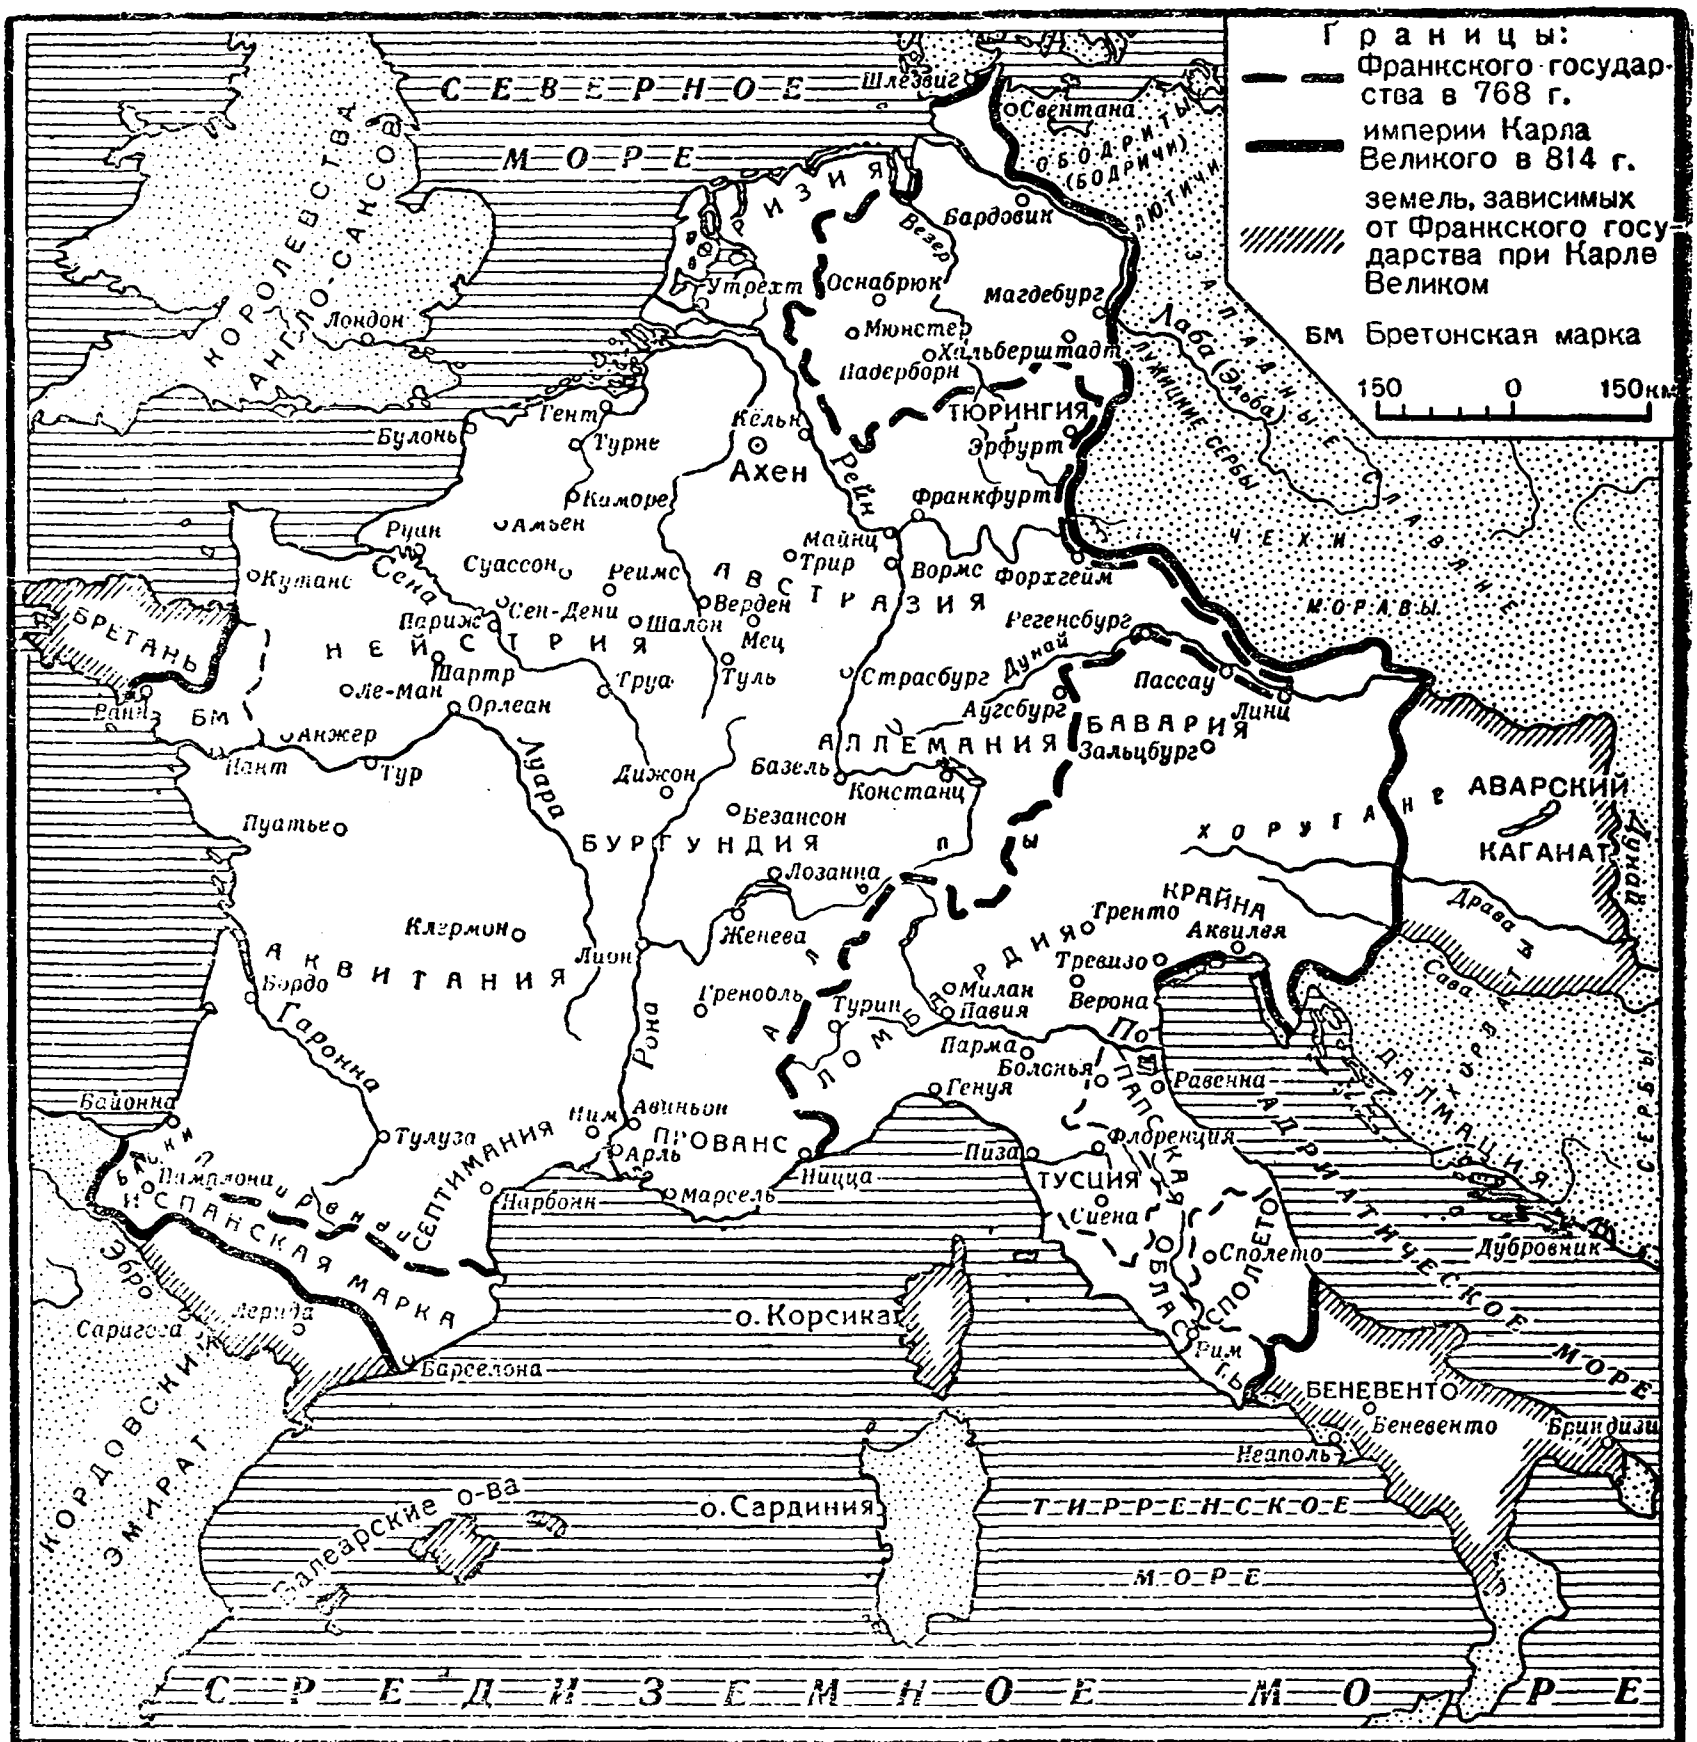 Границы:
Франкского государ-
ства в 768 г.
империи Карла
Великого в 814 г.
земель, зависимых
от Франкского госу-
дарства при Карле
Великом
БМ Бретонская марка
150 0 150км
СЕВЕРНОЕ
МОРЕ
КОРОЛЕВСТВА
АНГЛО-САКСОВ
Лондон
Шлезвиг
Свентана
ОБОДРИТЫ
(БОДРИЧИ)
ЛЮТИЧИ
ЗАПАДНЫЕ СЛАВЯНЕ
Бардовик
Везер
Утрехт
Оснабрюк
Магдебург
Мюнстер
Хальберштадт
Падерборн
Лаба (Эльба)
ЛУЖИЦКИЕ СЕРБЫ
ТЮРИНГИЯ
Эрфурт
Гент
Кёльн
Булонь
Турне
Ахен
Рейн
Франкфурт
Амьен
Руан
Майнц
Трир
Вормс
Форхгейм
ЧЕХИ
МОРАВЫ
Суассон
Реймс
АВСТРАЗИЯ
Кутанс
Сена
Сен-Дени
Верден
Париж
Шалон
Мец
Регенсбург
БРЕТАНЬ
НЕЙСТРИЯ
Шартр
Ле-Ман
Труа
Туль
Страсбург
Дунай
Пассау
Линц
Ванн
БМ
Орлеан
Аугсбург
БАВАРИЯ
Зальцбург
Анжер
АЛЛЕМАНИЯ
Нант
Тур
Луара
Дижон
Базель
Констанц
Безансон
Пуатье
БУРГУНДИЯ
АЛЬПЫ
ХОРУТАНЕ
АВАРСКИЙ
КАГАНАТ
Дунай
Лозанна
Женева
КРАЙНА
Тренто
Аквилея
Драва
Сава
ХОРВАТЫ
СЕРБЫ
Клермон
АКВИТАНИЯ
Бордо
Лион
Гренобль
Турин
ЛОМБАРДИЯ
Тревизо
Верона
Милан
Павия
По
Гаронна
Рона
Парма
Болонья
Генуя
Равенна
ДАЛМАЦИЯ
Байонна
Тулуза
Ним
Авиньон
ПРОВАНС
Арль
Ницца
Пиза
Флоренция
ПАПСКАЯ ОБЛАСТЬ
АДРИАТИЧЕСКОЕ МОРЕ
БАСКИ
Памплона
Пиренеи
СЕПТИМАНИЯ
Нарбонн
Марсель
ТУСЦИЯ
Сиена
ИСПАНСКАЯ МАРКА
Эбро
Сполето
СПОЛЕТО
Дубровник
Лерида
Барселона
о.Корсика
Рим
КОРДОВСКИЙ
ЭМИРАТ
БЕНЕВЕНТО
Беневенто
Бриндизи
Неаполь
Балеарские о-ва
о.Сардиния
ТИРРЕНСКОЕ
МОРЕ
СРЕДИЗЕМНОЕ МОРЕ